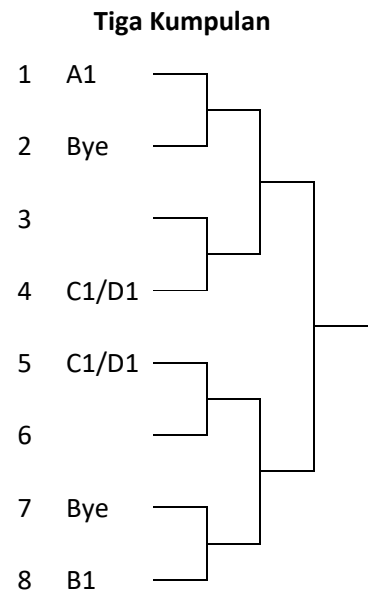 Tiga Kumpulan
1 A1
2 Bye
3
4 C1/D1
5 C1/D1
6
7 Bye
8 B1